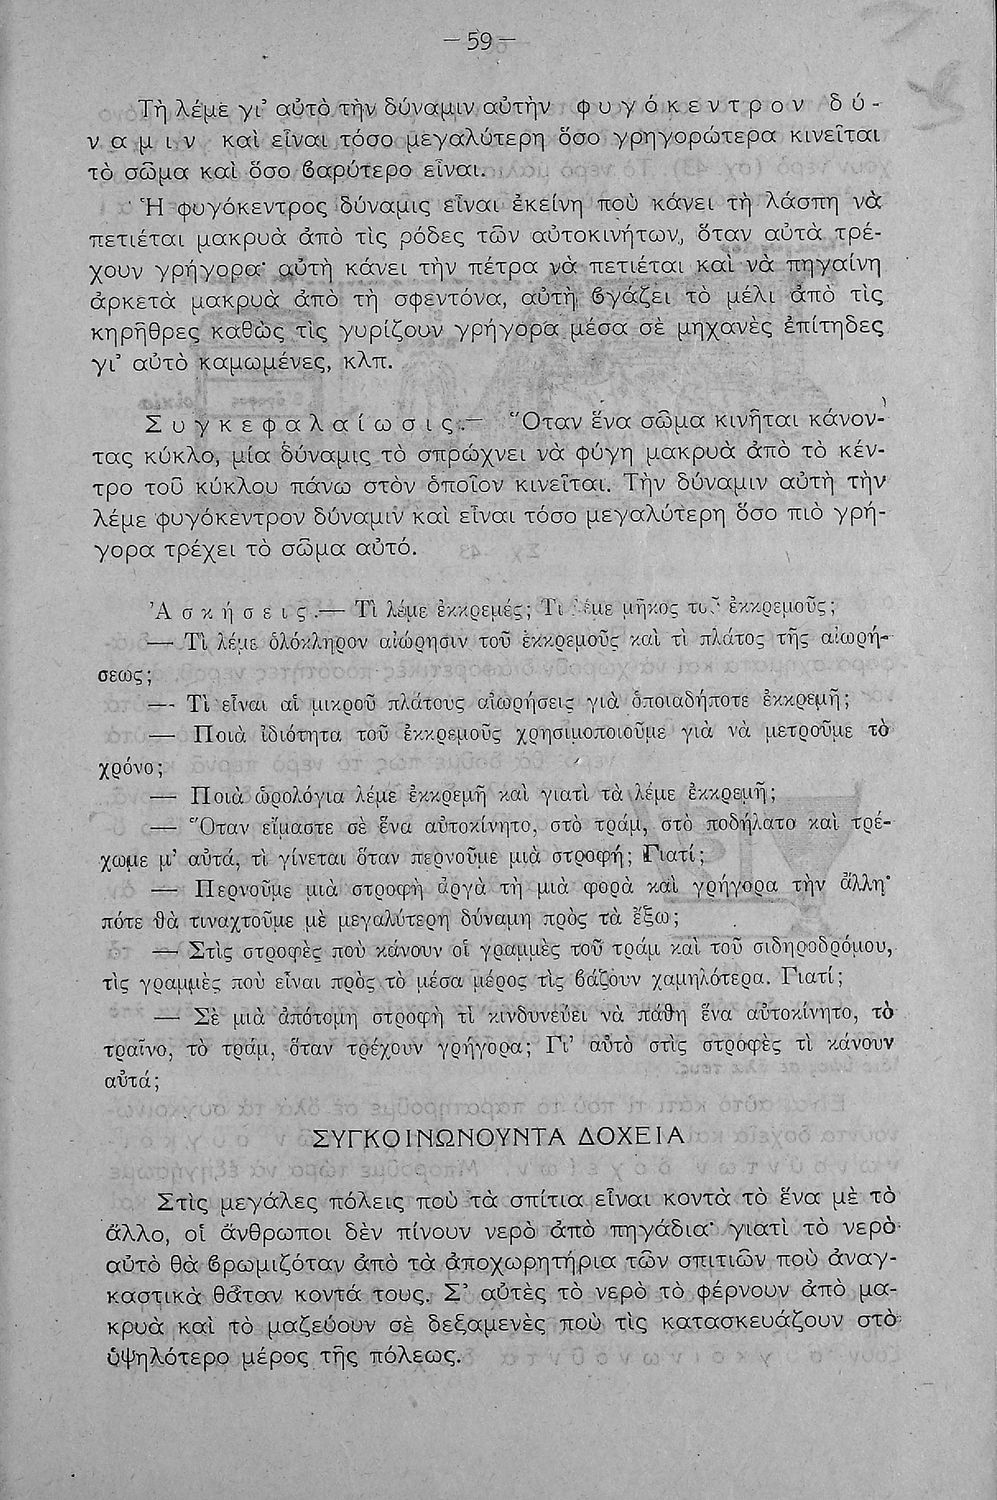 — 59 —
Τὴ λέμε γι᾿ αὐτὸ τὴν δύναμιν αὐτὴν φυγόκεντρον δύ-
ναμιν καὶ εἶναι τόσο μεγαλύτερη ὅσο γρηγορώτερα κινεῖται
τὸ σῶμα καὶ ὅσο βαρύτερο εἶναι.
Ἡ φυγόκεντρος δύναμις εἶναι ἐκείνη ποὺ κάνει τὴ λάσπη νὰ
πετιέται μακρυὰ ἀπὸ τὶς ρόδες τῶν αὐτοκινήτων, ὅταν αὐτὰ τρέ-
χουν γρήγορα· αὐτὴ κάνει τὴν πέτρα νὰ πετιέται καὶ νὰ πηγαίνη
ἀρκετὰ μακρυὰ ἀπὸ τὴ σφεντόνα, αὐτὴ βγάζει τὸ μέλι ἀπὸ τὶς
κηρῆθρες καθὼς τὶς γυρίζουν γρήγορα μέσα σὲ μηχανὲς ἐπίτηδες
γι᾿ αὐτὸ καμωμένες, κλπ.
Συγκεφαλαίωσις.— Ὅταν ἕνα σῶμα κινῆται κάνον-
τας κύκλο, μία δύναμις τὸ σπρώχνει νὰ φύγη μακρυὰ ἀπὸ τὸ κέν-
τρο τοῦ κύκλου πάνω στὸν ὁποῖον κινεῖται. Τὴν δύναμιν αὐτὴ τὴν
λέμε φυγόκεντρον δύναμιν καὶ εἶναι τόσο μεγαλύτερη ὅσο πιὸ γρή-
γορα τρέχει τὸ σῶμα αὐτό.
Ἀσκήσεις.— Τὶ λέμε ἐκκρεμές; Τὶ λέμε μῆκος τοῦ ἐκκρεμοῦς;
— Τὶ λέμε ὁλόκληρον αἰώρησιν τοῦ ἐκκρεμοῦς καὶ τὶ πλάτος τῆς αἰωρή-
σεως;
— Τὶ εἶναι αἱ μικροῦ πλάτους αἰωρήσεις γιὰ ὁποιαδήποτε ἐκκρεμῆ;
— Ποιὰ ἰδιότητα τοῦ ἐκκρεμοῦς χρησιμοποιοῦμε γιὰ νὰ μετροῦμε τὸ
χρόνο;
— Ποιὰ ὡρολόγια λέμε ἐκκρεμῆ καὶ γιατὶ τὰ λέμε ἐκκρεμῆ;
— Ὅταν εἴμαστε σὲ ἕνα αὐτοκίνητο, στὸ τράμ, στὸ ποδήλατο καὶ τρέ-
χωμε μ᾿ αὐτά, τὶ γίνεται ὅταν περνοῦμε μιὰ στροφή; Γιατί;
— Περνοῦμε μιὰ στροφὴ ἀργὰ τὴ μιὰ φορὰ καὶ γρήγορα τὴν ἄλλη·
πότε θὰ τιναχτοῦμε μὲ μεγαλύτερη δύναμη πρὸς τὰ ἔξω;
— Στὶς στροφὲς ποὺ κάνουν οἱ γραμμὲς τοῦ τράμ καὶ τοῦ σιδηροδρόμου,
τὶς γραμμὲς ποὺ εἶναι πρὸς τὸ μέσα μέρος τὶς βάζουν χαμηλότερα. Γιατί;
— Σὲ μιὰ ἀπότομη στροφὴ τὶ κινδυνεύει νὰ πάθη ἕνα αὐτοκίνητο, τὸ
τραῖνο, τὸ τράμ, ὅταν τρέχουν γρήγορα; Γι᾿ αὐτὸ στὶς στροφὲς τὶ κάνουν
αὐτά;
ΣΥΓΚΟΙΝΩΝΟΥΝΤΑ ΔΟΧΕΙΑ
Στὶς μεγάλες πόλεις ποὺ τὰ σπίτια εἶναι κοντὰ τὸ ἕνα μὲ τὸ
ἄλλο, οἱ ἄνθρωποι δὲν πίνουν νερὸ ἀπὸ πηγάδια· γιατὶ τὸ νερὸ
αὐτὸ θὰ βρωμιζόταν ἀπὸ τὰ ἀποχωρητήρια τῶν σπιτιῶν ποὺ ἀναγ-
καστικὰ θἆταν κοντά τους. Σ᾿ αὐτὲς τὸ νερὸ τὸ φέρνουν ἀπὸ μα-
κρυὰ καὶ τὸ μαζεύουν σὲ δεξαμενὲς ποὺ τὶς κατασκευάζουν στὸ
ὑψηλότερο μέρος τῆς πόλεως.